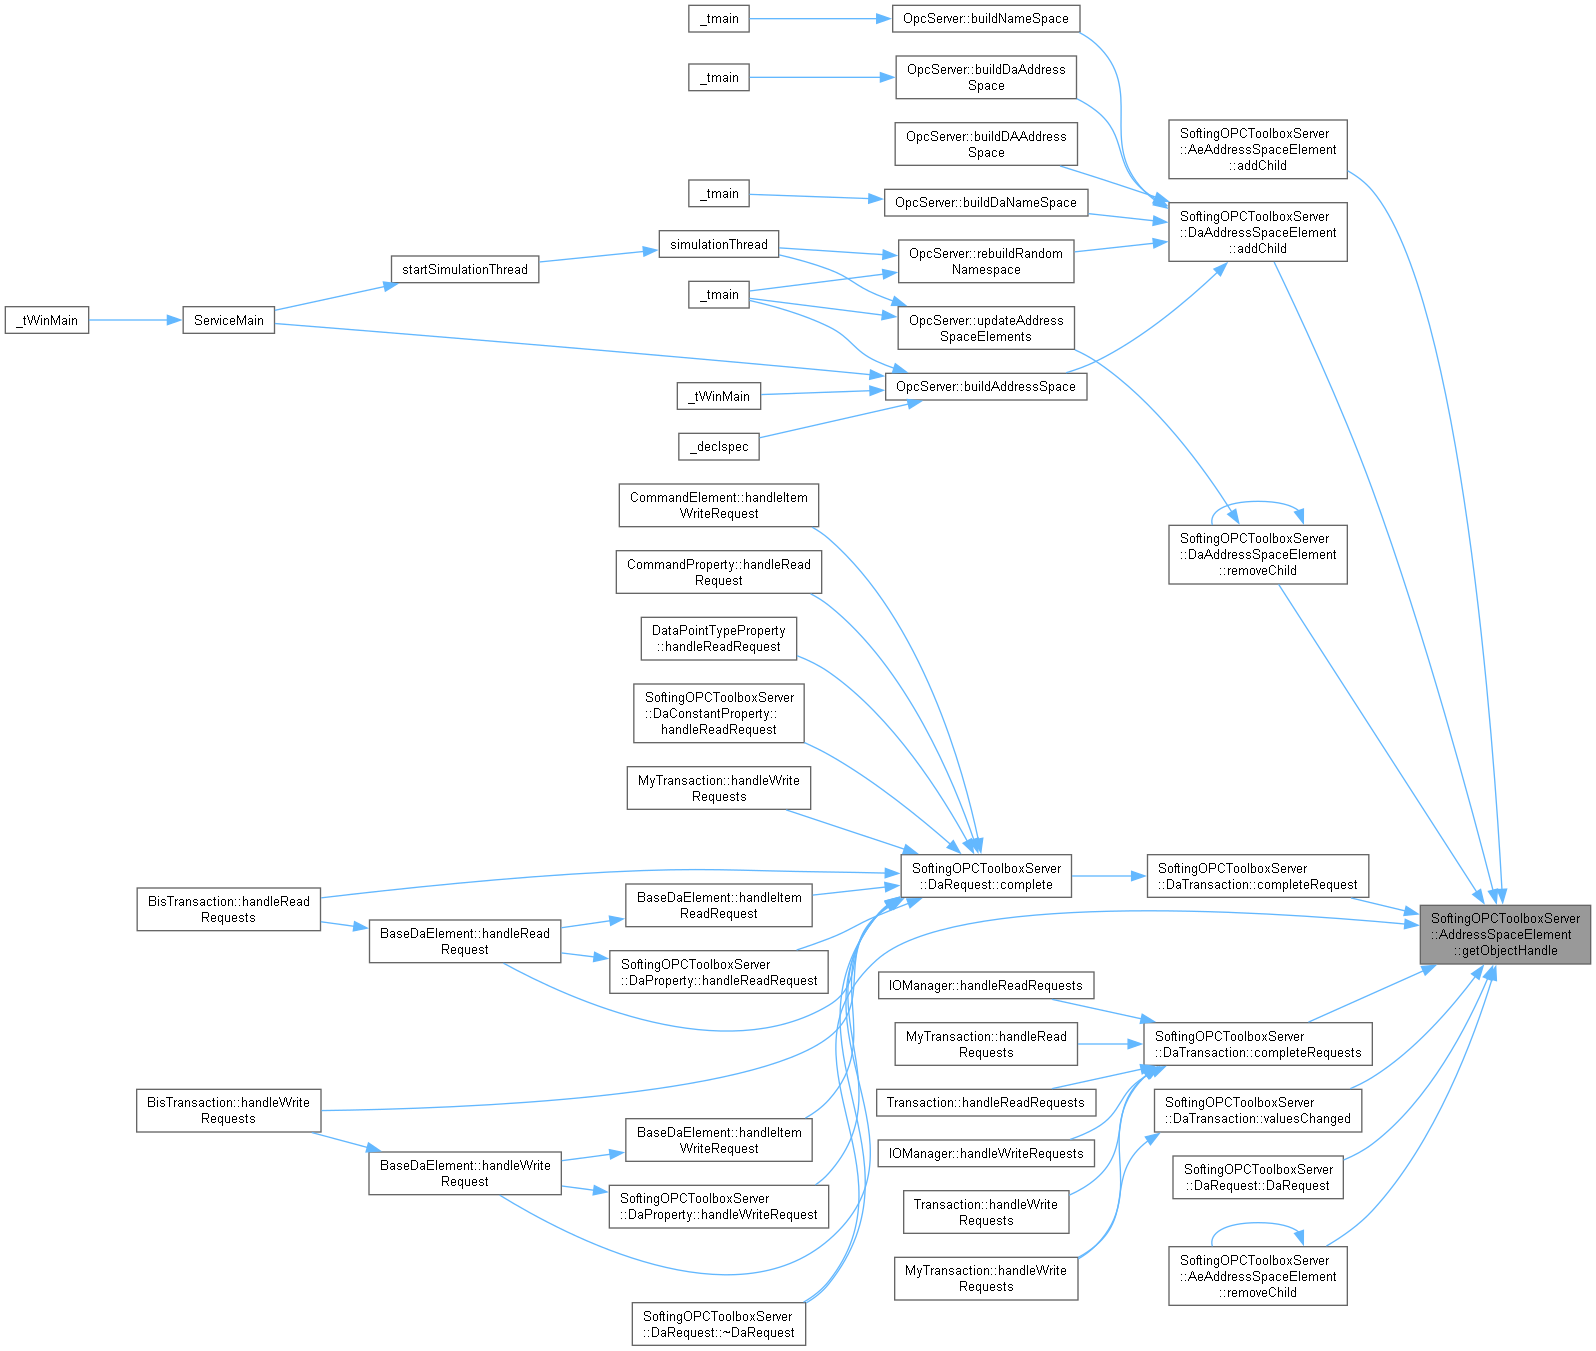 _tmain
OpcServer::buildNameSpace
_tmain
OpcServer::buildDaAddress
Space
OpcServer::buildDAAddress
Space
SoftingOPCToolboxServer
::AeAddressSpaceElement
::addChild
_tmain
OpcServer::buildDaNameSpace
SoftingOPCToolboxServer
::DaAddressSpaceElement
::addChild
simulationThread
OpcServer::rebuildRandom
Namespace
startSimulationThread
_tmain
_tWinMain
ServiceMain
OpcServer::updateAddress
SpaceElements
_tWinMain
OpcServer::buildAddressSpace
_declspec
CommandElement::handleItem
WriteRequest
SoftingOPCToolboxServer
::DaAddressSpaceElement
::removeChild
CommandProperty::handleRead
Request
DataPointTypeProperty
::handleReadRequest
SoftingOPCToolboxServer
::DaConstantProperty::
handleReadRequest
MyTransaction::handleWrite
Requests
SoftingOPCToolboxServer
::DaRequest::complete
SoftingOPCToolboxServer
::DaTransaction::completeRequest
BisTransaction::handleRead
Requests
BaseDaElement::handleItem
ReadRequest
BaseDaElement::handleRead
Request
SoftingOPCToolboxServer
::AddressSpaceElement
::getObjectHandle
SoftingOPCToolboxServer
::DaProperty::handleReadRequest
IOManager::handleReadRequests
MyTransaction::handleRead
Requests
SoftingOPCToolboxServer
::DaTransaction::completeRequests
Transaction::handleReadRequests
SoftingOPCToolboxServer
::DaTransaction::valuesChanged
BisTransaction::handleWrite
Requests
BaseDaElement::handleItem
WriteRequest
IOManager::handleWriteRequests
BaseDaElement::handleWrite
Request
SoftingOPCToolboxServer
::DaRequest::DaRequest
SoftingOPCToolboxServer
::DaProperty::handleWriteRequest
Transaction::handleWrite
Requests
MyTransaction::handleWrite
Requests
SoftingOPCToolboxServer
::AeAddressSpaceElement
::removeChild
SoftingOPCToolboxServer
::DaRequest::~DaRequest